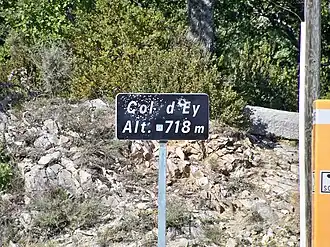 Col d'Ey
Alt. 718 m